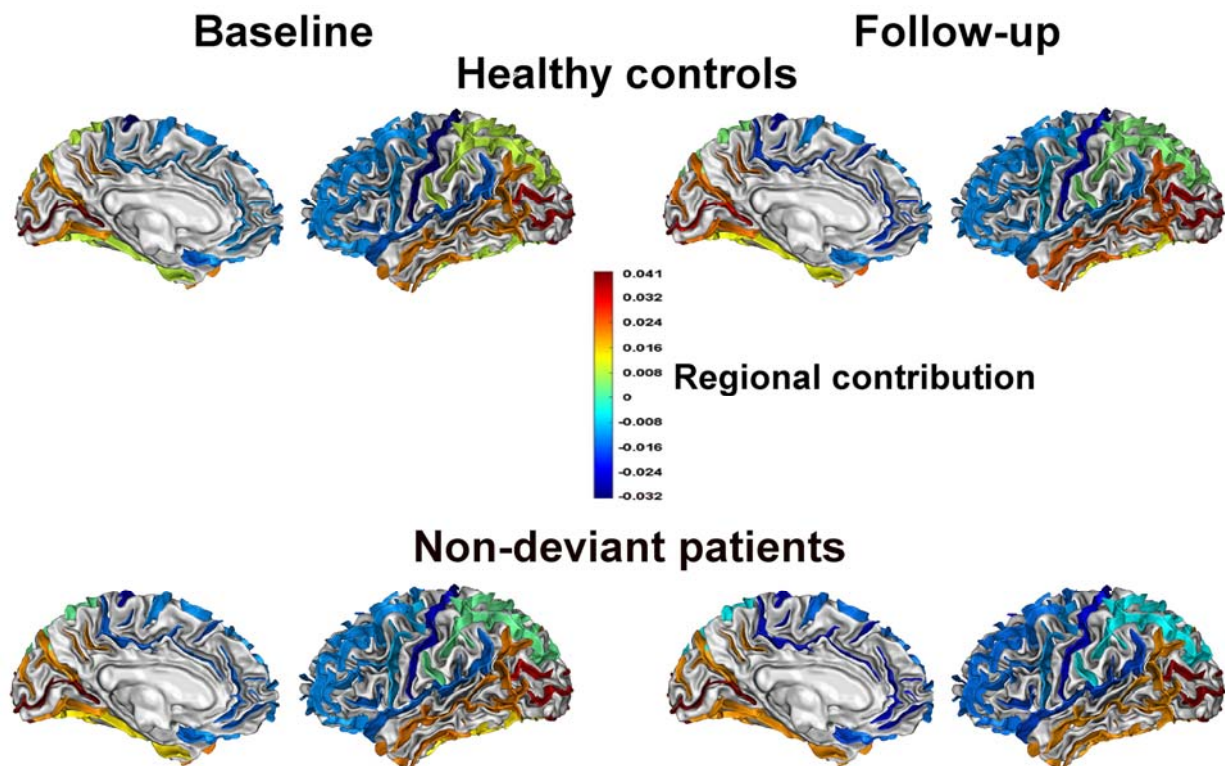 Baseline
Follow-up
Healthy controls
0.041
0.032
0.024
0.016
0.008
0
-0.008
-0.016
-0.024
-0.032
Regional contribution
Non-deviant patients